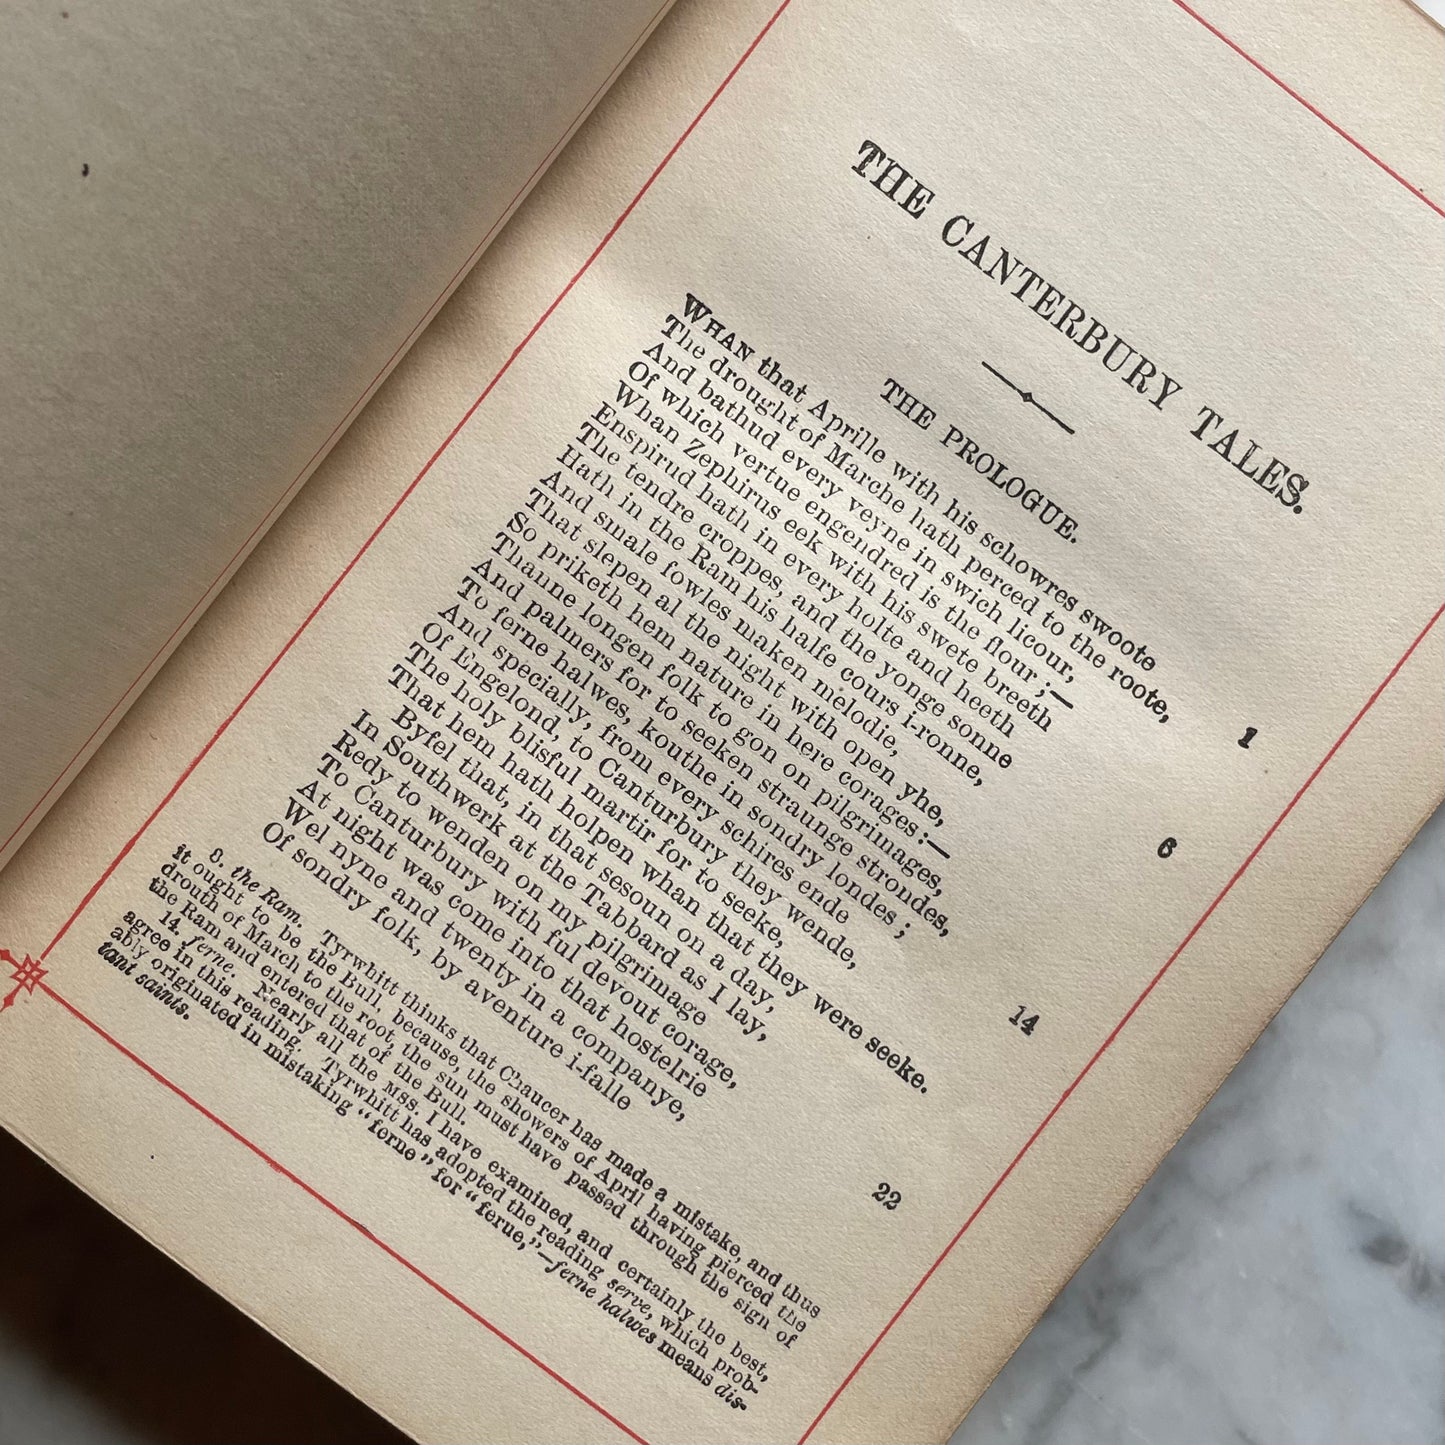 THE CANTERBURY TALES.
THE PROLOGUE.
WHAN that Aprille with his schowres swoote 1
The drought of Marche hath perced to the roote,
And bathud every veyne in swich licour,
Of which vertue engendred is the flour;—
Whan Zephirus eek with his swete breeth
Enspirud hath in every holte and heeth 6
The tendre croppes, and the yonge sonne
Hath in the Ram his halfe cours i-ronne,
And smale fowles maken melodie,
That slepen al the night with open yhe,
So priketh hem nature in here corages:—
Thanne longen folk to gon on pilgrimages,
And palmers for to seeken straunge strondes,
To ferne halwes, kouthe in sondry londes; 14
And specially, from every schires ende
Of Engelond, to Canturbury they wende,
The holy blisful martir for to seeke,
That hem hath holpen whan that they were seeke.
Byfel that, in that sesoun on a day,
In Southwerk at the Tabbard as I lay,
Redy to wenden on my pilgrimage
To Canturbury with ful devout corage, 22
At night was come into that hostelrie
Wel nyne and twenty in a companye,
Of sondry folk, by aventure i-falle
8. the Ram. Tyrwhitt thinks that Chaucer has made a mistake, and thus
it ought to be the Bull, because, the showers of April having pierced the
drouth of March to the root, the sun must have passed through the sign of
the Ram and entered that of the Bull.
14. ferne. Nearly all the MSS. I have examined, and certainly the best,
agree in this reading. Tyrwhitt has adopted the reading serve, which prob-
ably originated in mistaking "ferne" for "ferue,"—ferne halwes means dis-
tant saints.